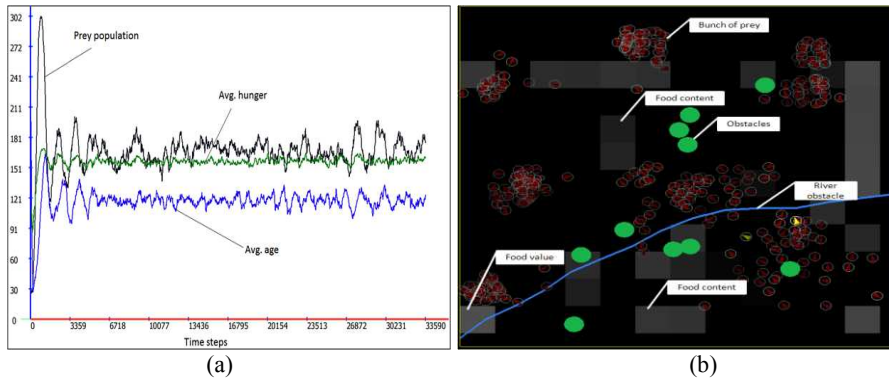 302
272
241
211
181
151
121
91
60
30
0
Prey population
Avg. hunger
Avg. age
0 3359 6718 10077 13436 16795 20154 23513 26872 30231 33590
Time steps
(a)
Bunch of prey
Food content
Obstacles
River
obstacle
Food value
Food content
(b)